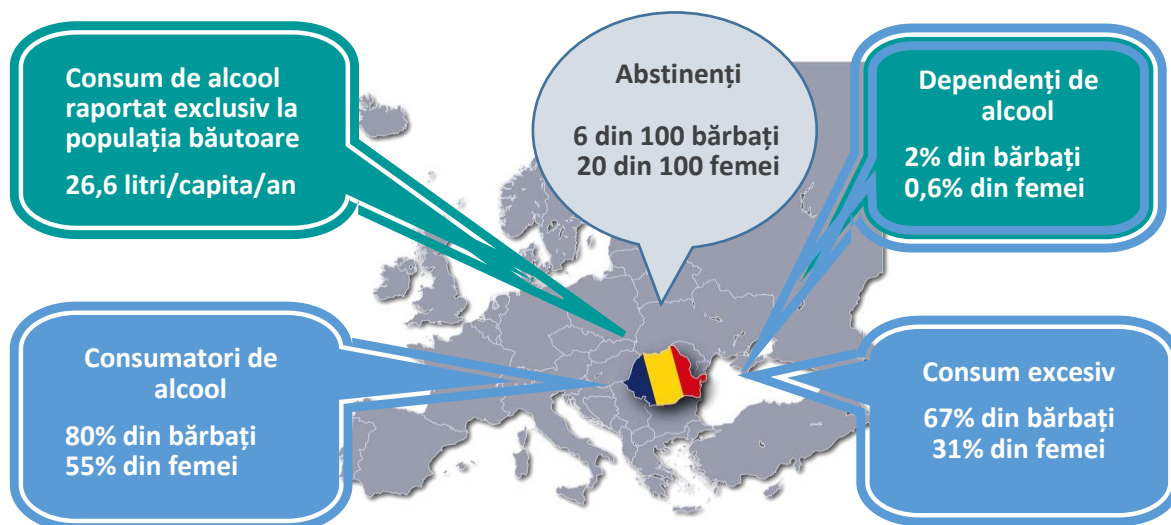 Consum de alcool
raportat exclusiv la
populația băutoare
26,6 litri/capita/an
Abstinenți
6 din 100 bărbați
20 din 100 femei
Dependenți de
alcool
2% din bărbați
0,6% din femei
Consumatori de
alcool
80% din bărbați
55% din femei
Consum excesiv
67% din bărbați
31% din femei